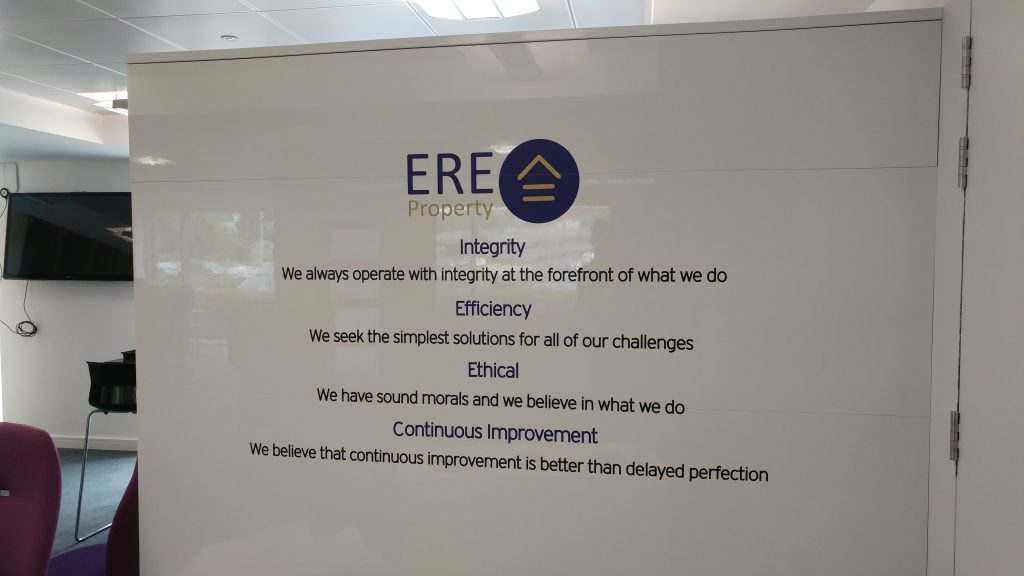 ERE
Property
Integrity
We always operate with integrity at the forefront of what we do
Efficiency
We seek the simplest solutions for all of our challenges
Ethical
We have sound morals and we believe in what we do
Continuous Improvement
We believe that continuous improvement is better than delayed perfection